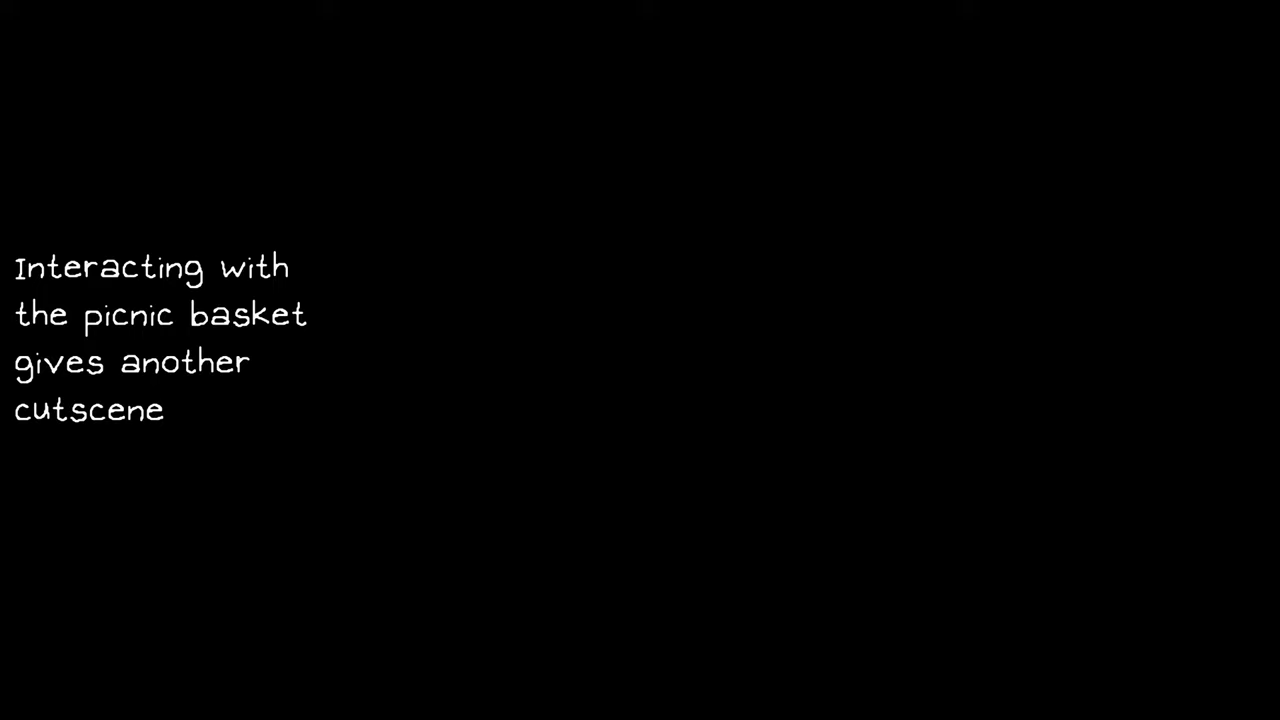 Interacting with
the picnic basket
gives another
cutscene